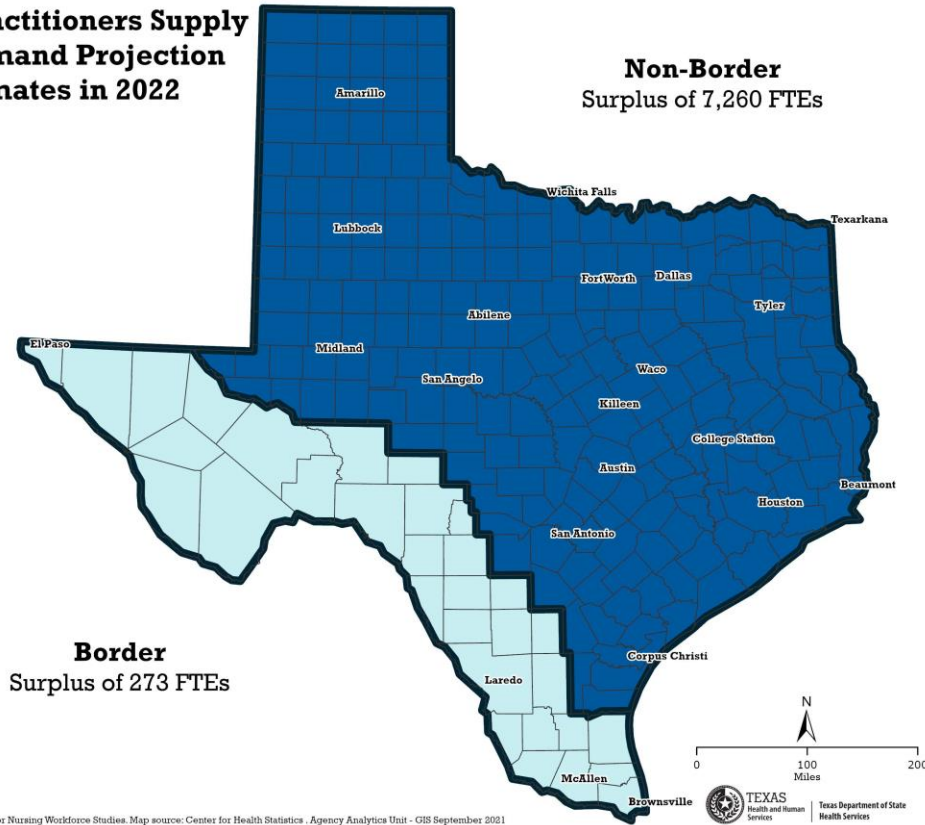 actitioners Supply
mand Projection
nates in 2022
Non-Border
Surplus of 7,260 FTEs
Amarillo
Wichita Falls
Texarkana
Lubbock
FortWorth
Dallas
Tyler
Abilene
El Paso
Midland
San Angelo
Waco
Killeen
College Station
Austin
Beaumont
Houston
San Antonio
Border
Surplus of 273 FTEs
Corpus Christi
Laredo
McAllen
Brownsville
N
0 100 200
Miles
TEXAS
Health and Human
Services
Texas Department of State
Health Services
or Nursing Workforce Studies. Map source: Center for Health Statistics . Agency Analytics Unit - GIS September 2021